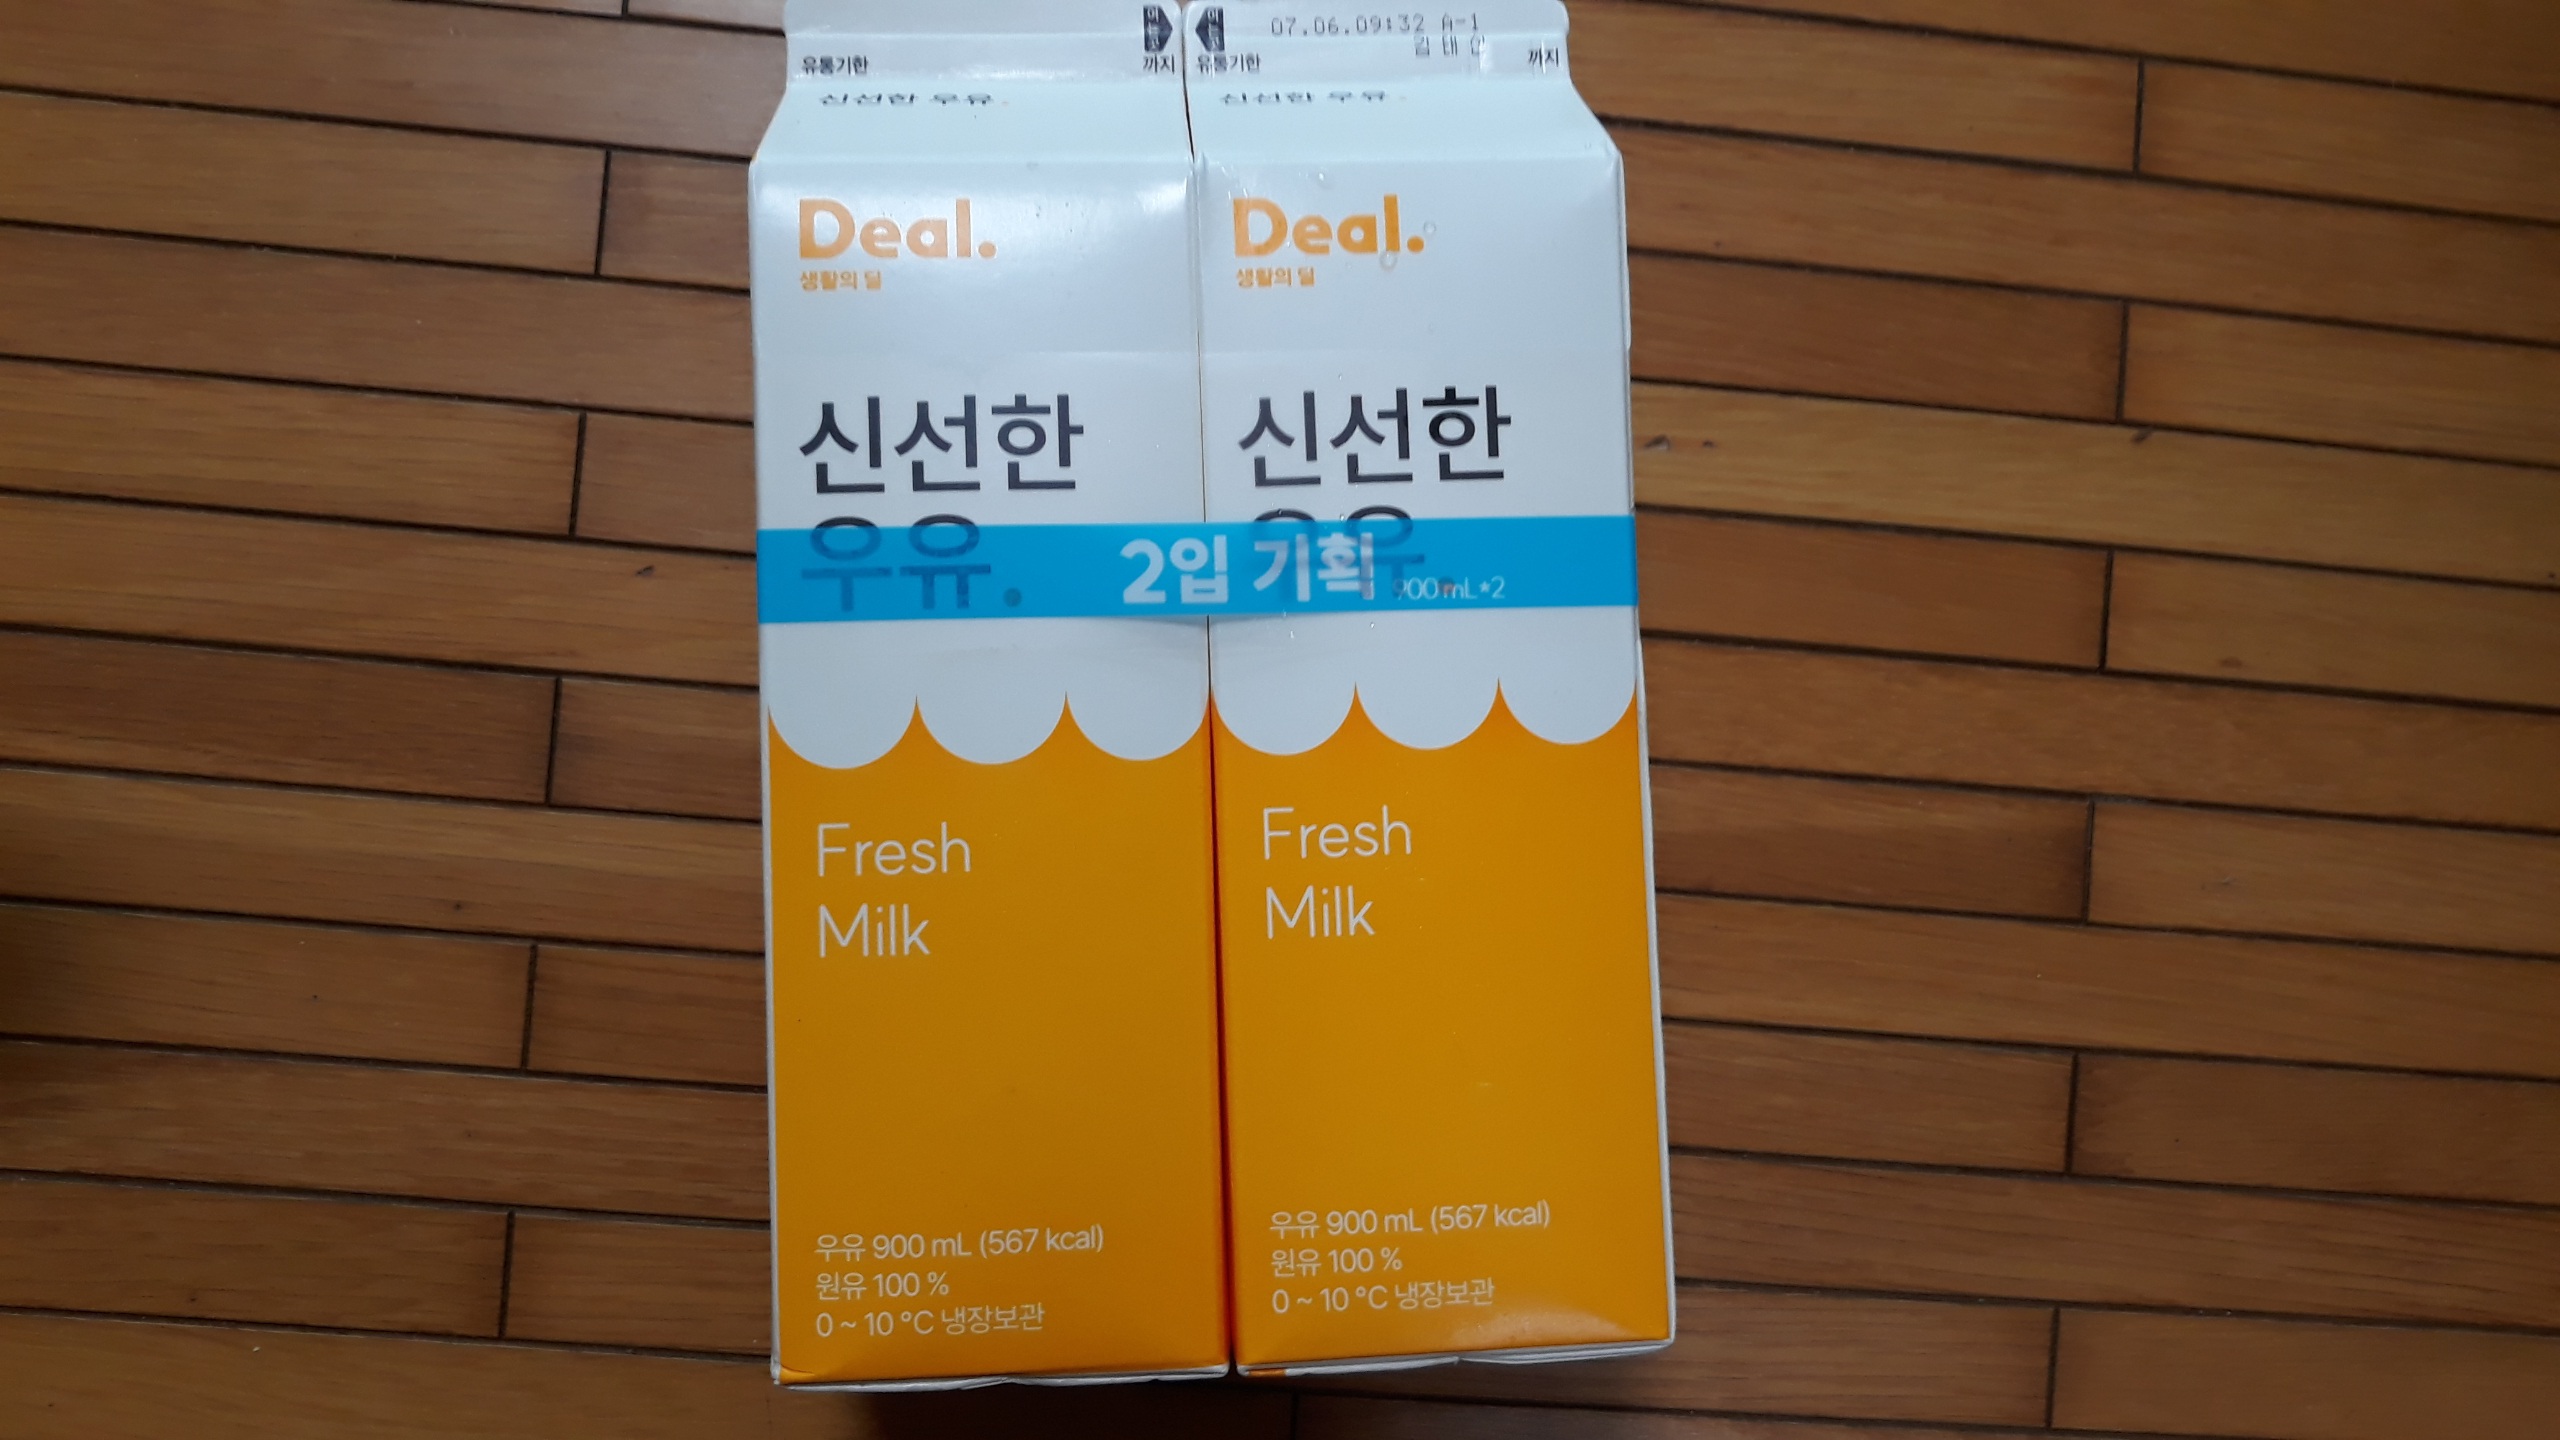 07.06.09:32 A-1
유통기한 까지
유통기한 까지
신선한 우유.
신선한 우유.
Deal.
생활의 딜
신선한
우유.
Fresh
Milk
우유 900 mL (567 kcal)
원유 100 %
0 ~ 10 °C 냉장보관
Deal.
생활의 딜
신선한
우유.
Fresh
Milk
우유 900 mL (567 kcal)
원유 100 %
0 ~ 10 °C 냉장보관
2입 기획 900 mL*2